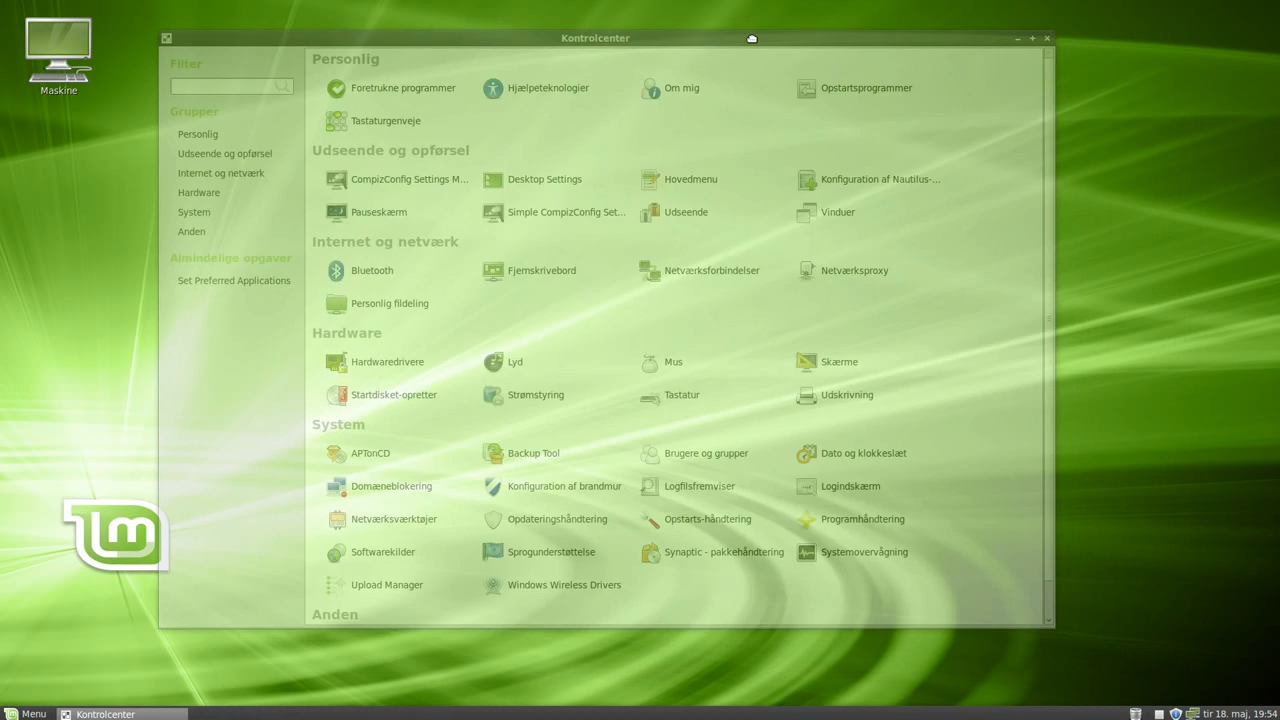 Kontrolcenter
Maskine
Filter
Grupper
Personlig
Udseende og opførsel
Internet og netværk
Hardware
System
Anden
Almindelige opgaver
Set Preferred Applications
Personlig
Foretrukne programmer
Hjælpeteknologier
Om mig
Opstartsprogrammer
Tastaturgenveje
Udseende og opførsel
CompizConfig Settings M...
Desktop Settings
Hovedmenu
Konfiguration af Nautilus-...
Pauseskærm
Simple CompizConfig Set...
Udseende
Vinduer
Internet og netværk
Bluetooth
Fjernskrivebord
Netværksforbindelser
Netværksproxy
Personlig fildeling
Hardware
Hardwaredrivere
Lyd
Mus
Skærme
Startdisket-opretter
Strømstyring
Tastatur
Udskrivning
System
APTonCD
Backup Tool
Brugere og grupper
Dato og klokkeslæt
Domæneblokering
Konfiguration af brandmur
Logfilsfremviser
Logindskærm
Netværksværktøjer
Opdateringshåndtering
Opstarts-håndtering
Programhåndtering
Softwarekilder
Sprogunderstøttelse
Synaptic - pakkehåndtering
Systemovervågning
Upload Manager
Windows Wireless Drivers
Anden
lm
Menu
Kontrolcenter
tir 18. maj, 19:54